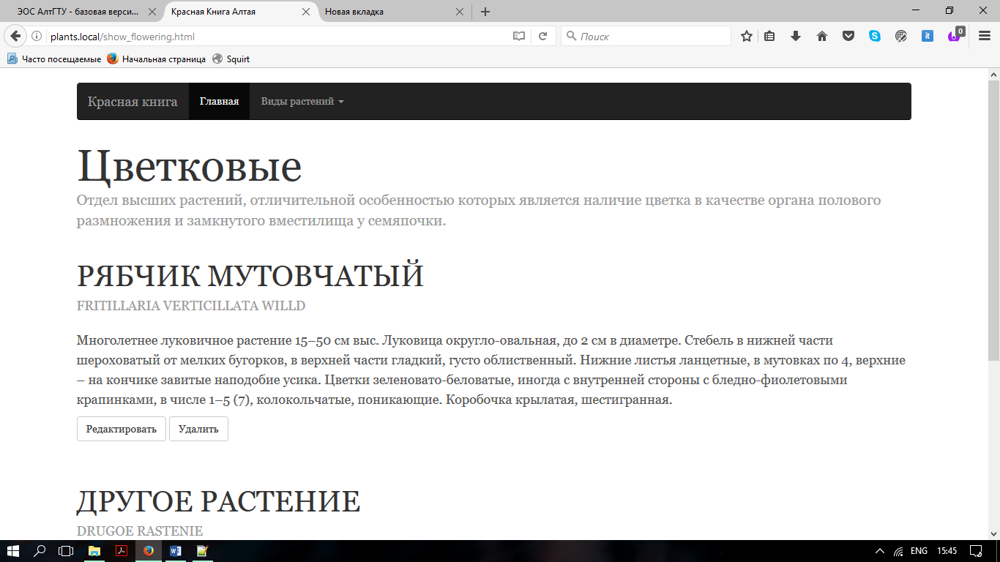 ЭОС АлтГТУ - базовая верси...
Красная Книга Алтая
Новая вкладка
plants.local/show_flowering.html
Поиск
0
Часто посещаемые
Начальная страница
Squirt
Красная книга
Главная
Виды растений
Цветковые
Отдел высших растений, отличительной особенностью которых является наличие цветка в качестве органа полового
размножения и замкнутого вместилища у семяпочки.
РЯБЧИК МУТОВЧАТЫЙ
FRITILLARIA VERTICILLATA WILLD
Многолетнее луковичное растение 15–50 см выс. Луковица округло-овальная, до 2 см в диаметре. Стебель в нижней части
шероховатый от мелких бугорков, в верхней части гладкий, густо облиственный. Нижние листья ланцетные, в мутовках по 4, верхние
– на кончике завитые наподобие усика. Цветки зеленовато-беловатые, иногда с внутренней стороны с бледно-фиолетовыми
крапинками, в числе 1–5 (7), колокольчатые, поникающие. Коробочка крылатая, шестигранная.
Редактировать
Удалить
ДРУГОЕ РАСТЕНИЕ
DRUGOE RASTENIE
ENG
15:45